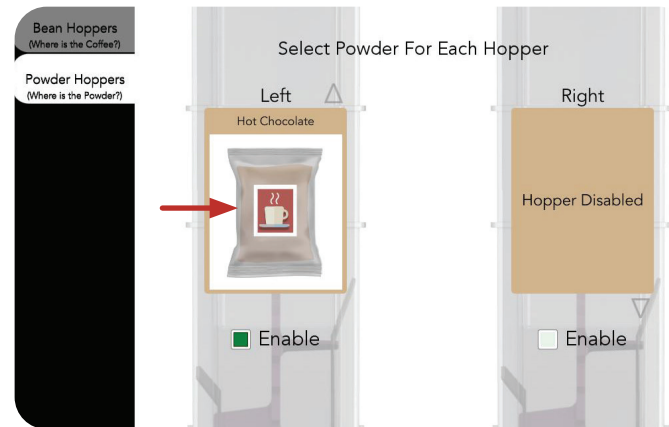 Bean Hoppers
(Where is the Coffee?)
Powder Hoppers
(Where is the Powder?)
Select Powder For Each Hopper
Left
Hot Chocolate
Enable
Right
Hopper Disabled
Enable